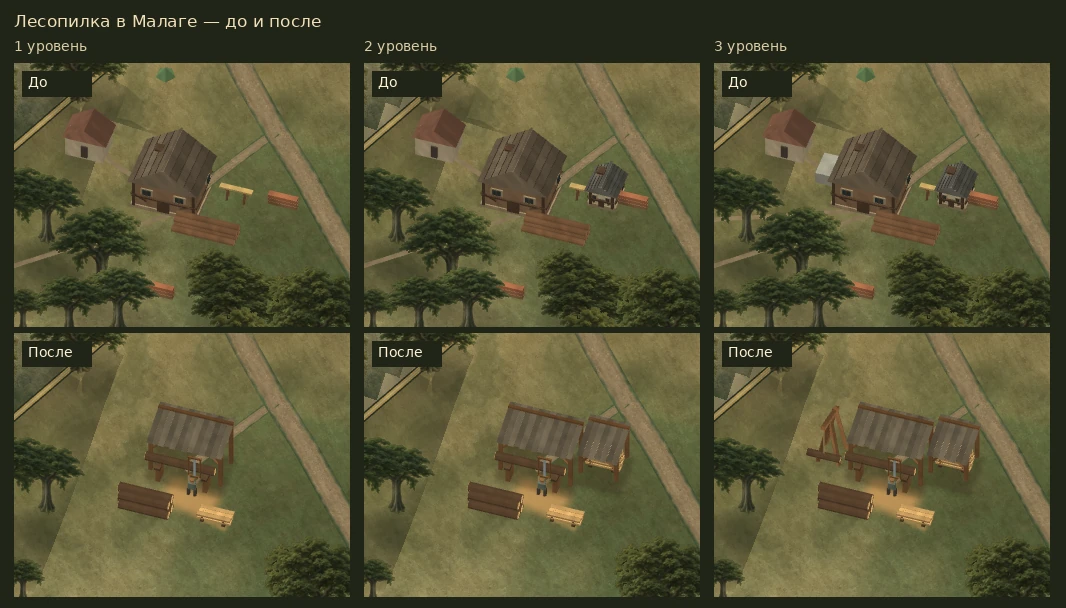 Лесопилка в Малаге — до и после
1 уровень
2 уровень
3 уровень
До
До
До
После
После
После